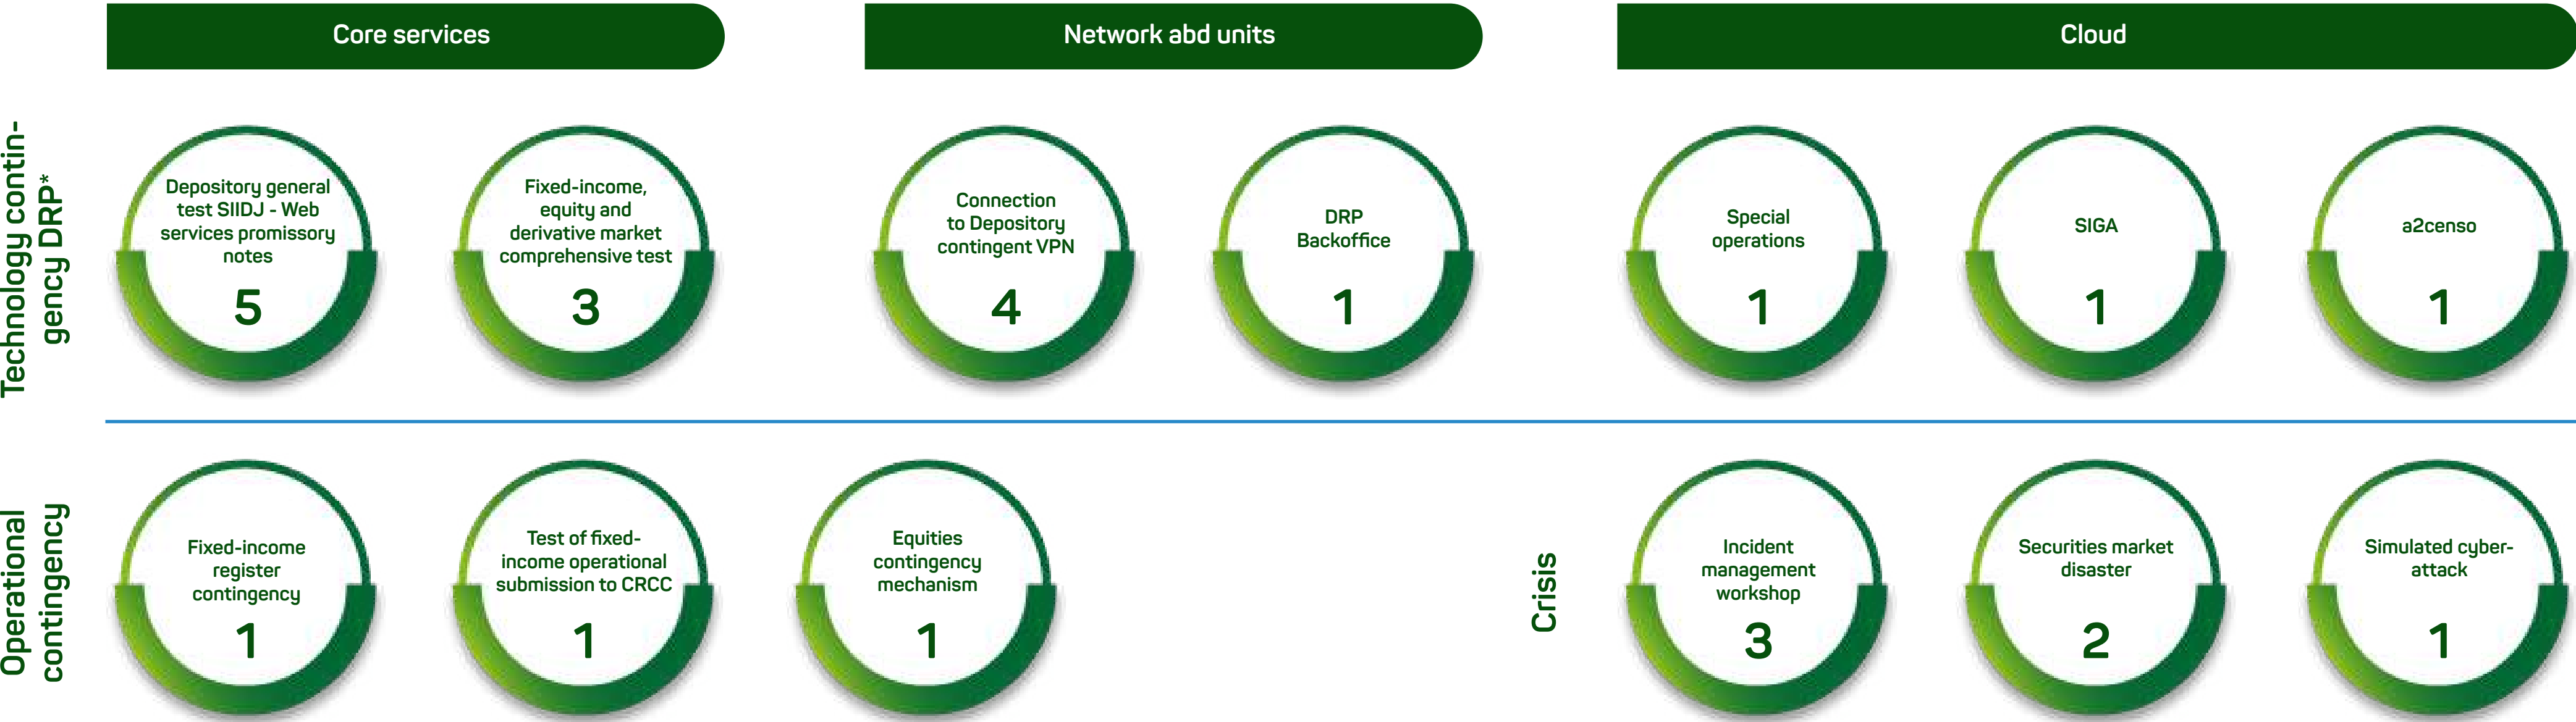 Core services
Network abd units
Cloud
Technology contin-
gency DRP*
Depository general
test SIIDJ - Web
services promissory
notes
5
Fixed-income,
equity and
derivative market
comprehensive test
3
Connection
to Depository
contingent VPN
4
DRP
Backoffice
1
Special
operations
1
SIGA
1
a2censo
1
Operational
contingency
Fixed-income
register
contingency
1
Test of fixed-
income operational
submission to CRCC
1
Equities
contingency
mechanism
1
Crisis
Incident
management
workshop
3
Securities market
disaster
2
Simulated cyber-
attack
1